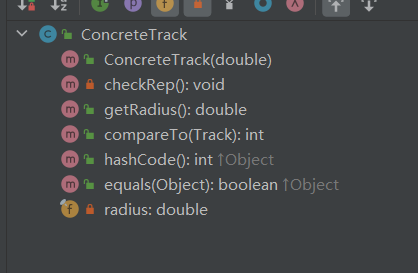 ConcreteTrack
ConcreteTrack(double)
checkRep(): void
getRadius(): double
compareTo(Track): int
hashCode(): int ↑Object
equals(Object): boolean ↑Object
radius: double